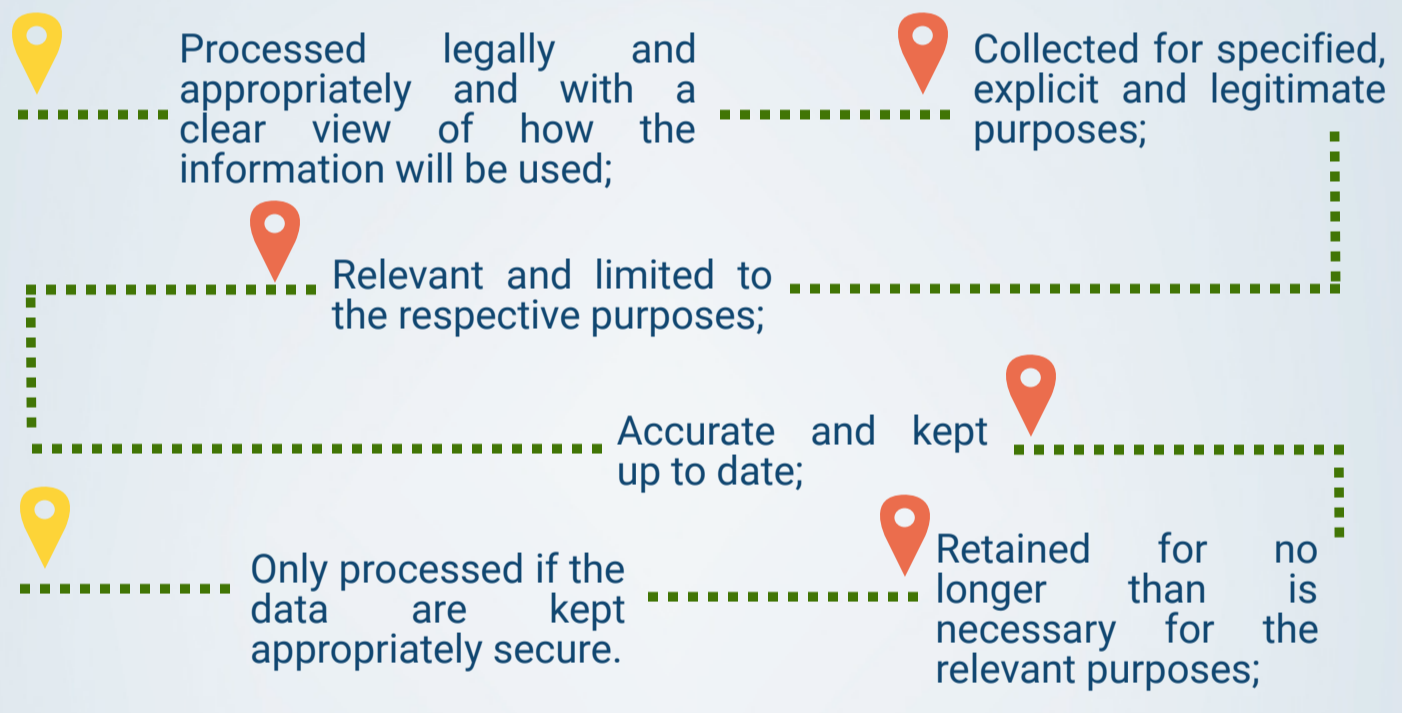 Processed legally and
appropriately and with a
clear view of how the
information will be used;
Collected for specified,
explicit and legitimate
purposes;
Relevant and limited to
the respective purposes;
Accurate and kept
up to date;
Retained for no
longer than is
necessary for the
relevant purposes;
Only processed if the
data are kept
appropriately secure.